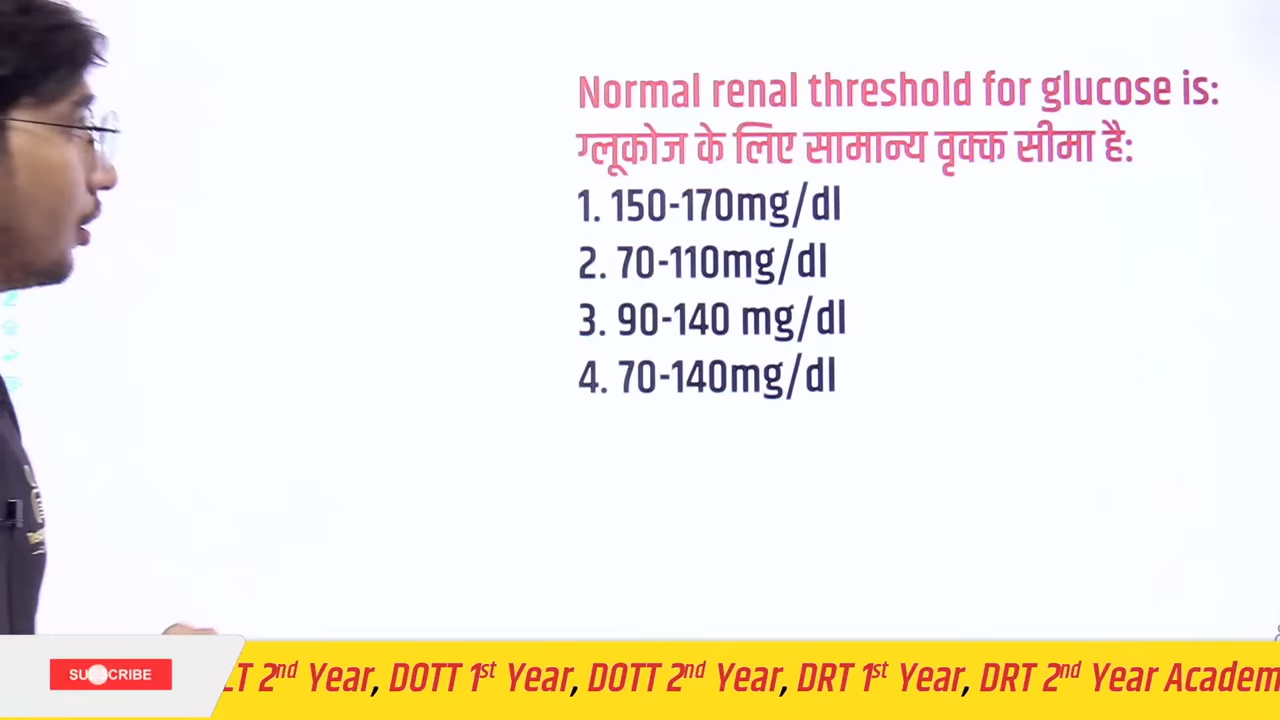 Normal renal threshold for glucose is:
ग्लूकोज के लिए सामान्य वृक्क सीमा है:
1. 150-170mg/dl
2. 70-110mg/dl
3. 90-140 mg/dl
4. 70-140mg/dl
SUBSCRIBE
LT 2nd Year, DOTT 1st Year, DOTT 2nd Year, DRT 1st Year, DRT 2nd Year Academ